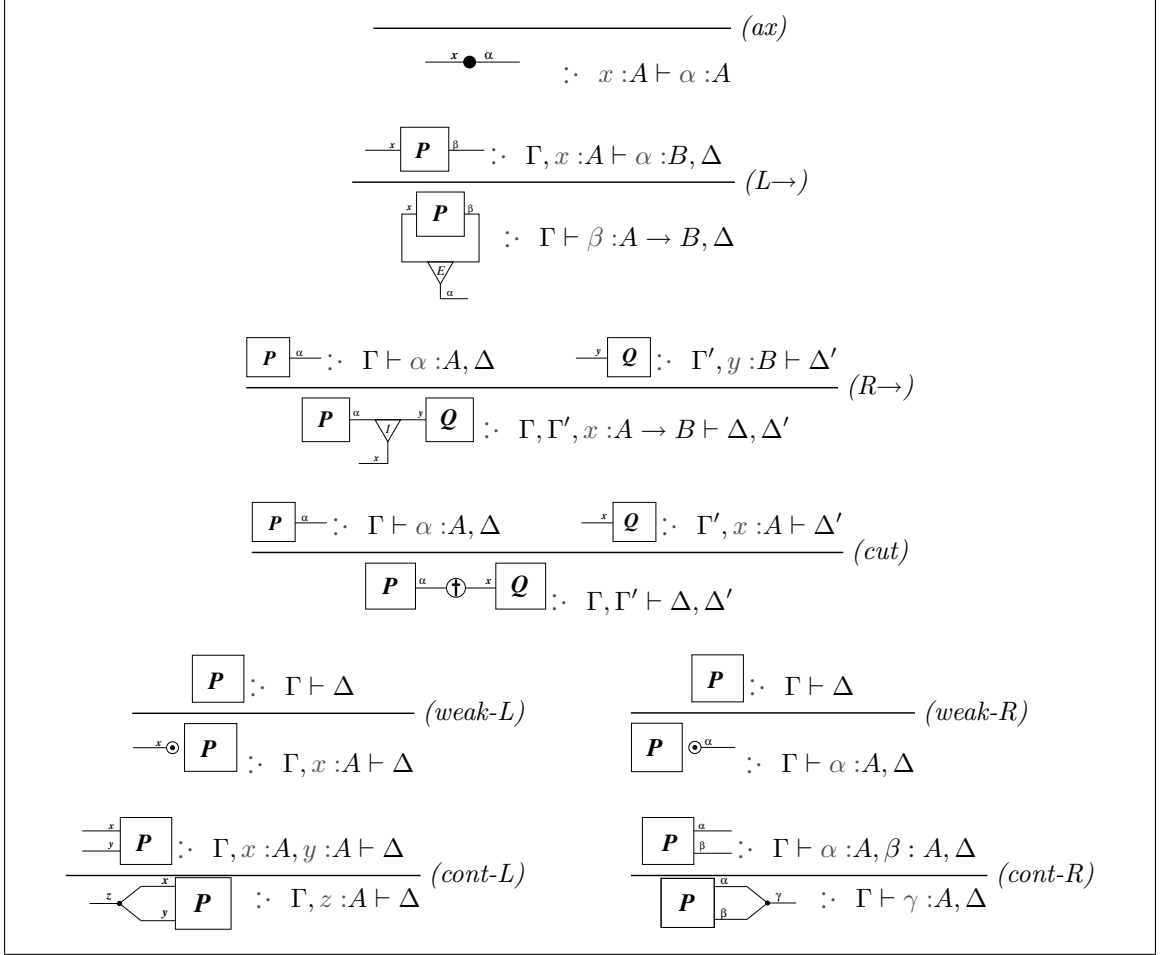 (ax)
x α :· x : A ⊢ α : A
x P β :· Γ, x : A ⊢ α : B, Δ
(L→)
x P β E α :· Γ ⊢ β : A → B, Δ
P α :· Γ ⊢ α : A, Δ y Q :· Γ′, y : B ⊢ Δ′
(R→)
P α I y Q x :· Γ, Γ′, x : A → B ⊢ Δ, Δ′
P α :· Γ ⊢ α : A, Δ x Q :· Γ′, x : A ⊢ Δ′
(cut)
P α † x Q :· Γ, Γ′ ⊢ Δ, Δ′
P :· Γ ⊢ Δ P :· Γ ⊢ Δ
(weak-L) (weak-R)
x P :· Γ, x : A ⊢ Δ P α :· Γ ⊢ α : A, Δ
x y P :· Γ, x : A, y : A ⊢ Δ P α β :· Γ ⊢ α : A, β : A, Δ
(cont-L) (cont-R)
z x y P :· Γ, z : A ⊢ Δ P α β γ :· Γ ⊢ γ : A, Δ